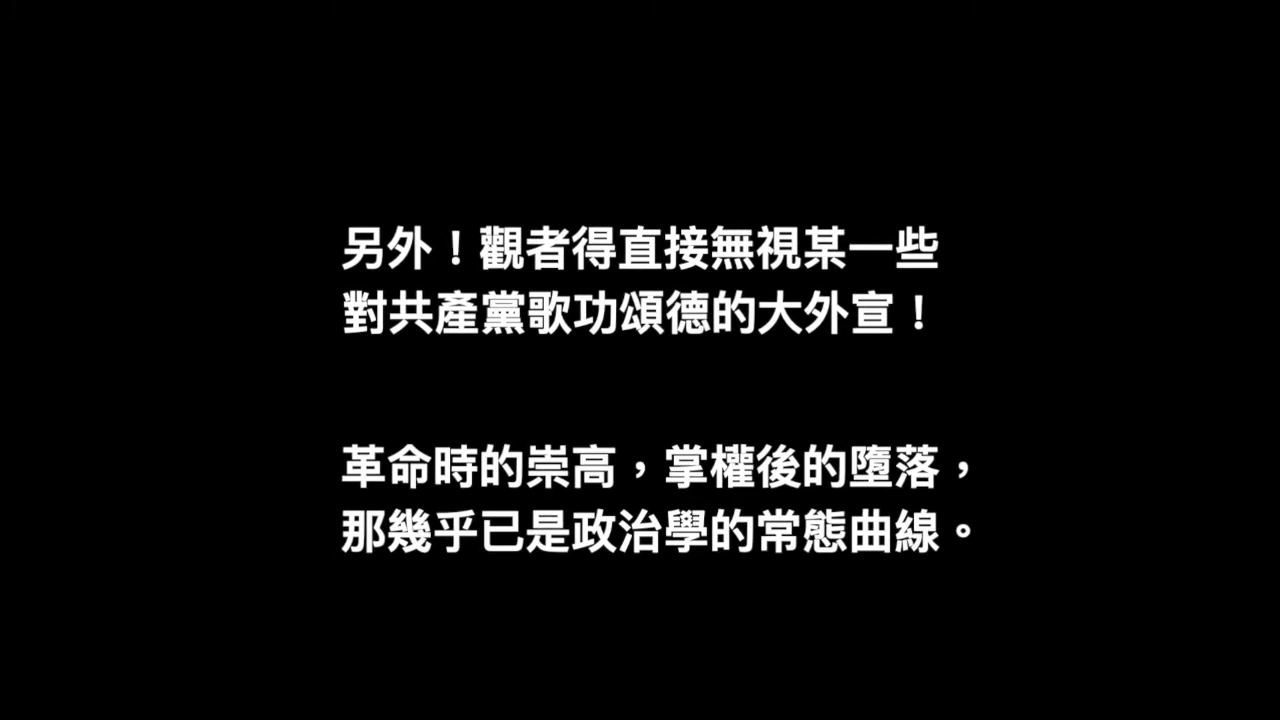 另外！觀者得直接無視某一些
對共產黨歌功頌德的大外宣！
革命時的崇高，掌權後的墮落，
那幾乎已是政治學的常態曲線。